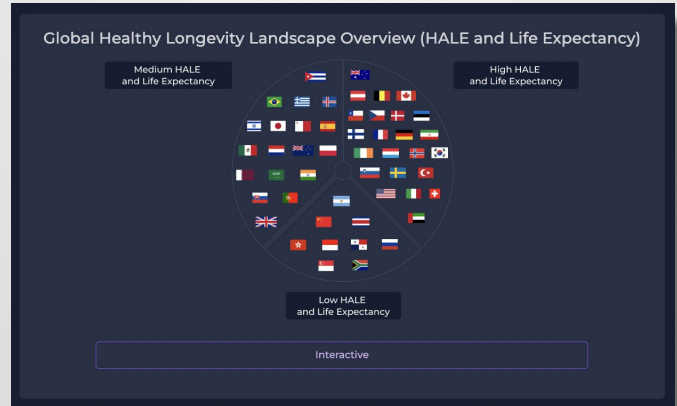 Global Healthy Longevity Landscape Overview (HALE and Life Expectancy)
Medium HALE
and Life Expectancy
High HALE
and Life Expectancy
Low HALE
and Life Expectancy
Interactive